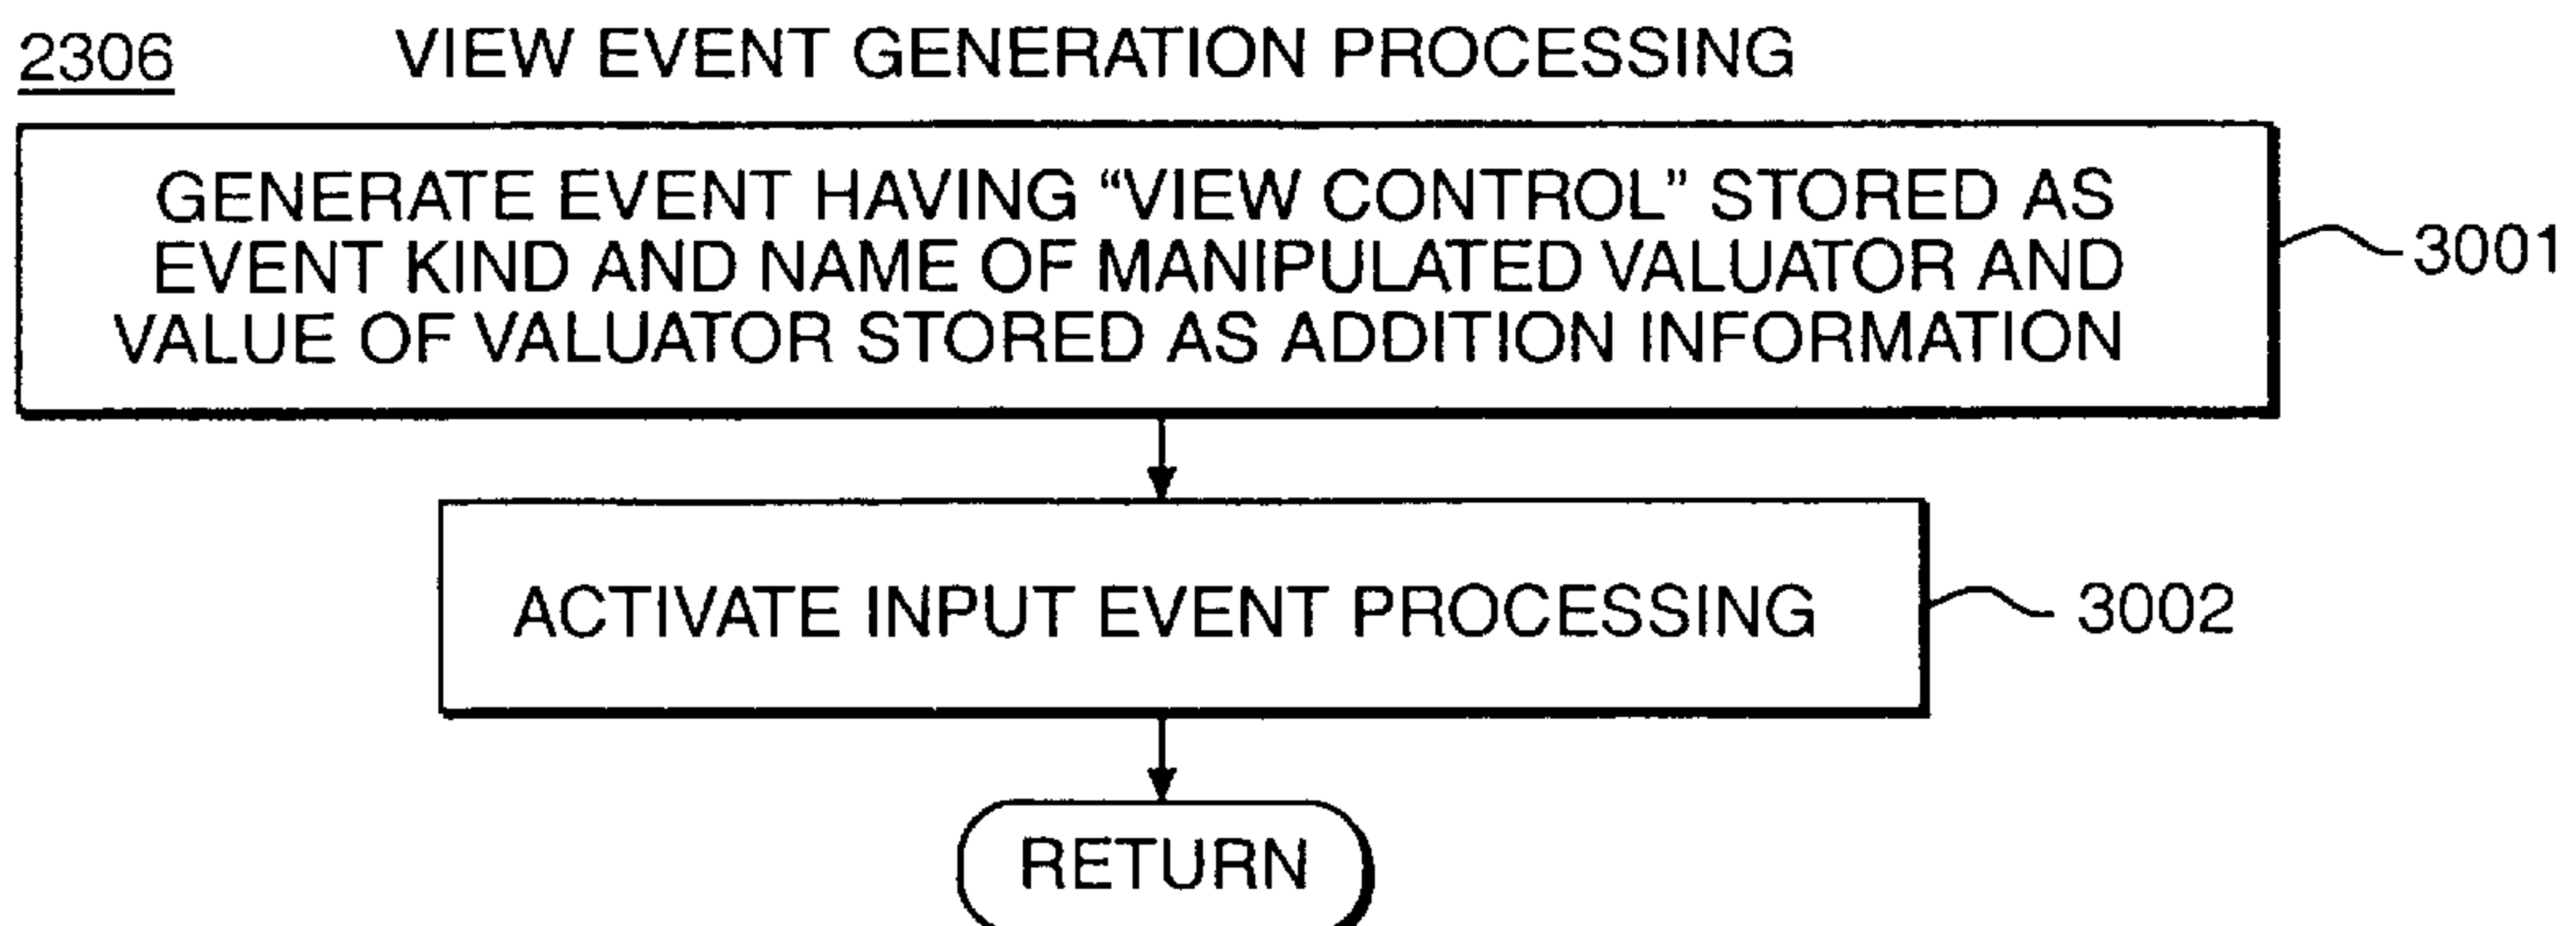 2306 VIEW EVENT GENERATION PROCESSING
GENERATE EVENT HAVING “VIEW CONTROL” STORED AS
EVENT KIND AND NAME OF MANIPULATED VALUATOR AND
VALUE OF VALUATOR STORED AS ADDITION INFORMATION
3001
ACTIVATE INPUT EVENT PROCESSING
3002
RETURN